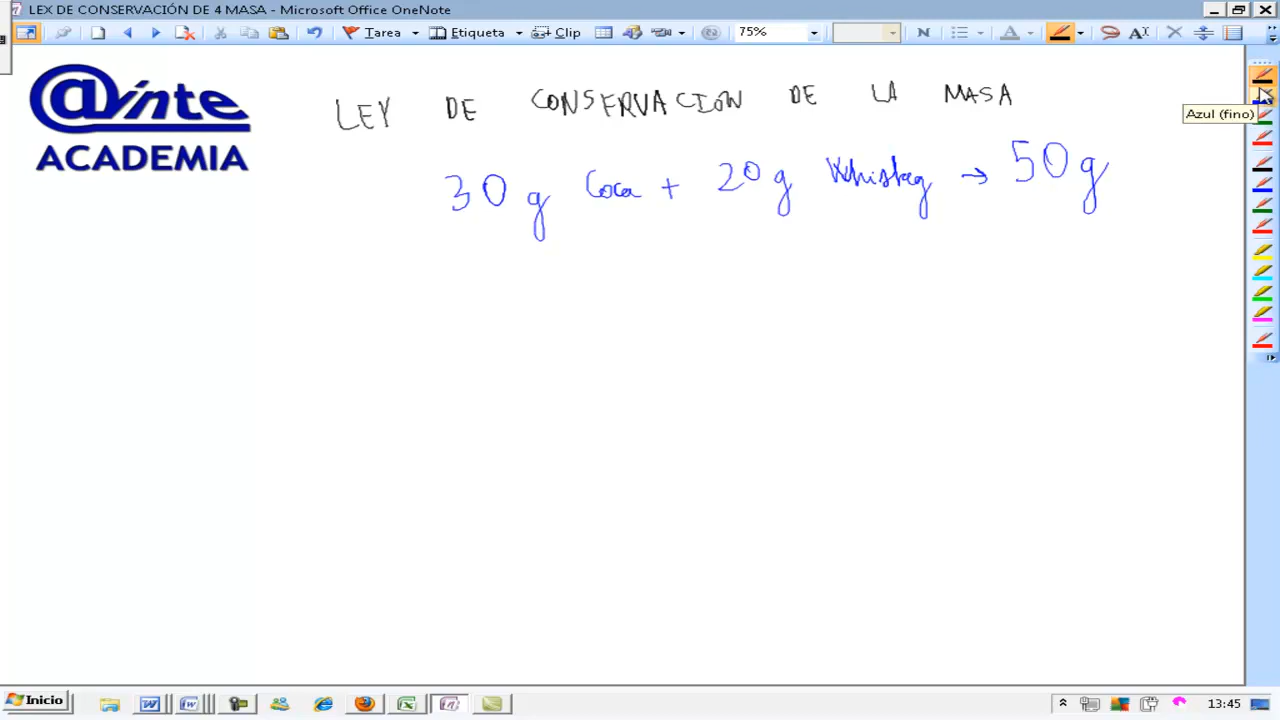 LEX DE CONSERVACIÓN DE 4 MASA - Microsoft Office OneNote
Tarea Etiqueta Clip 75% N A
@inte
ACADEMIA
LEY DE CONSERVACION DE LA MASA
Azul (fino)
30 g Coca + 20 g Whiskey → 50 g
Inicio 13:45